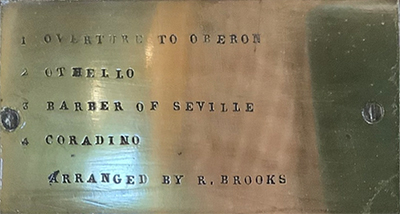 1 OVERTURE TO OBERON
2 OTHELLO
3 BARBER OF SEVILLE
4 CORADINO
ARRANGED BY R. BROOKS